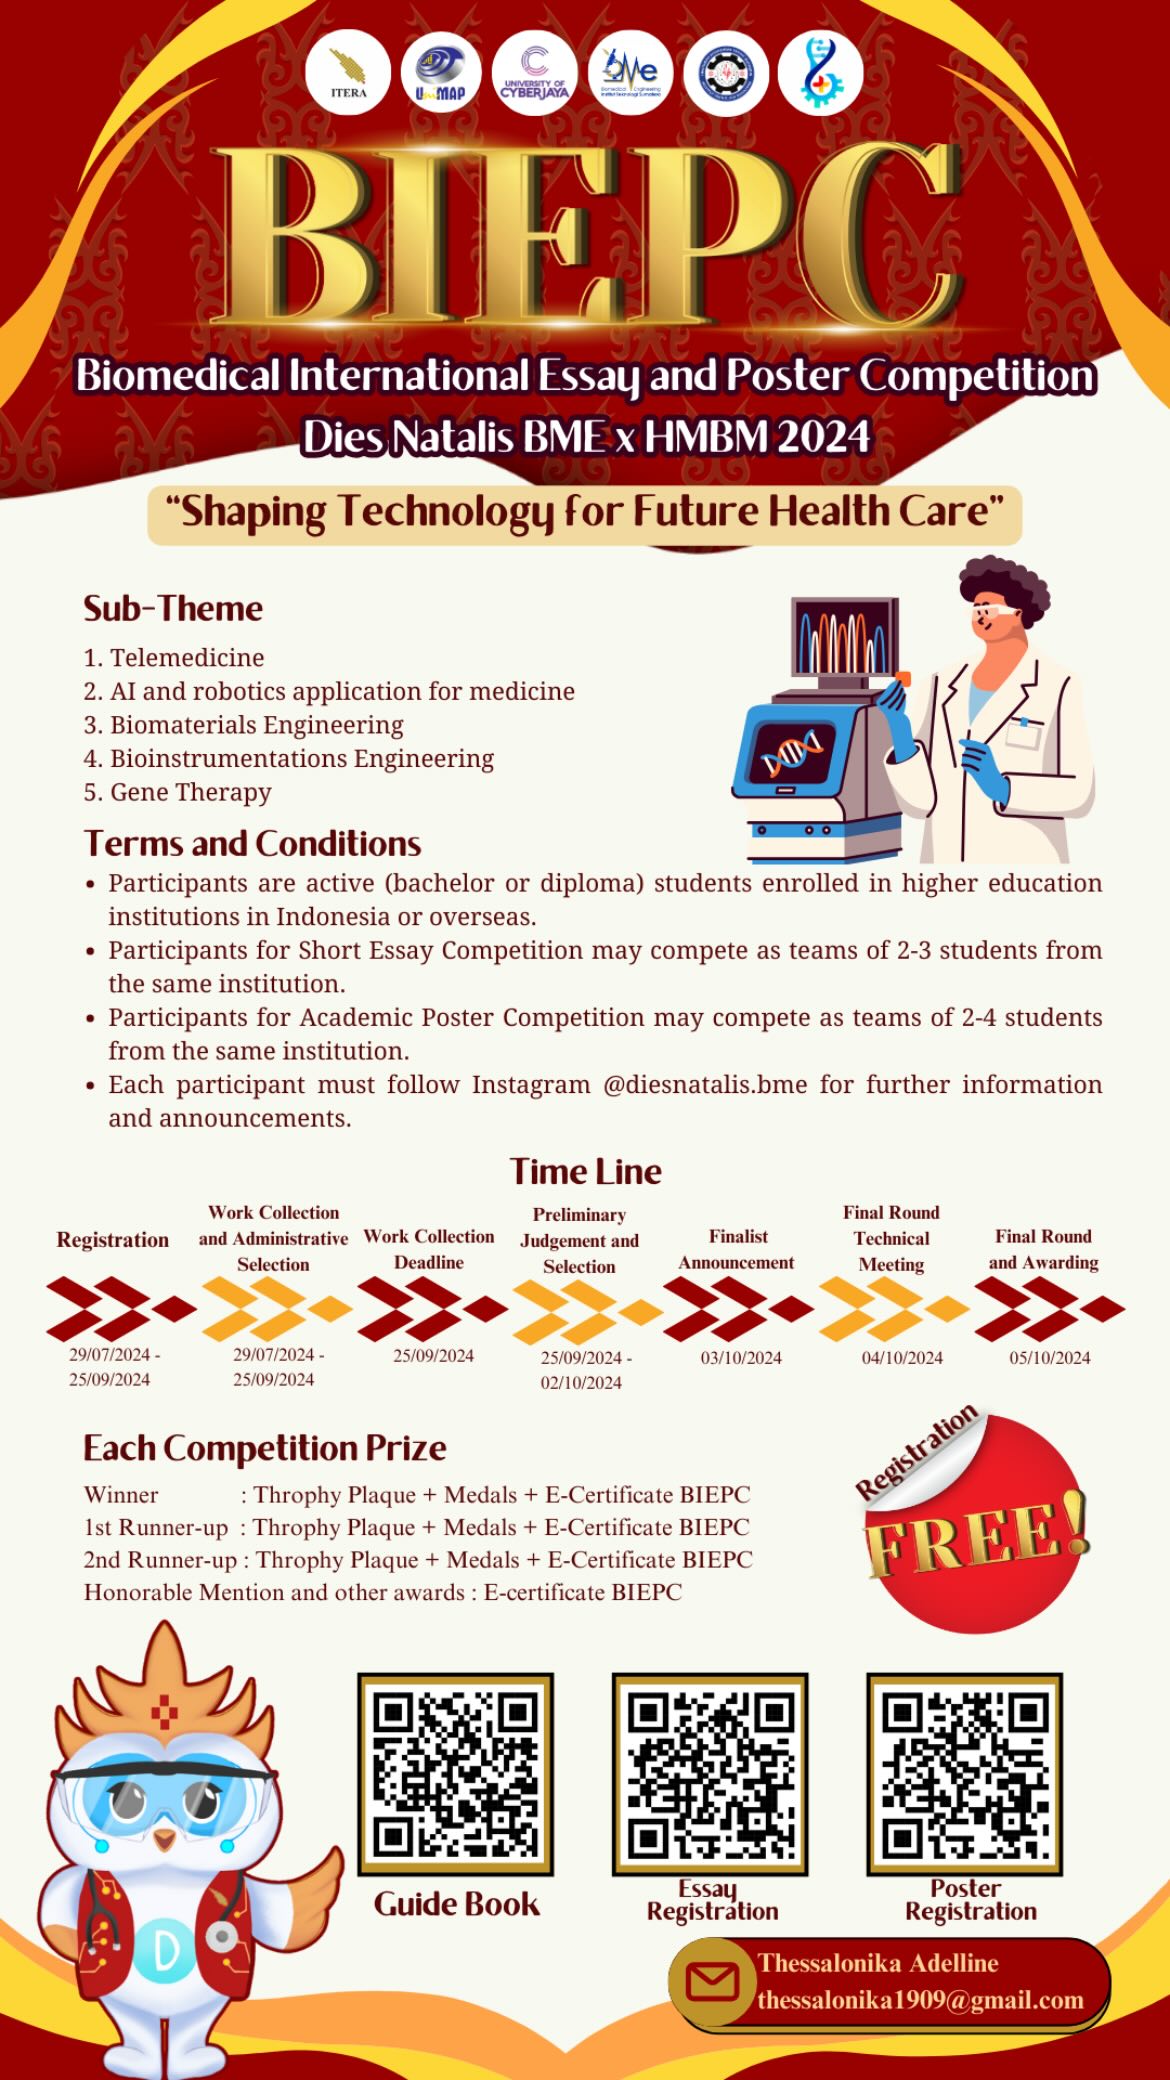 ITERA
UniMAP
UNIVERSITY OF
CYBERJAYA
BMe
Biomedical Engineering
Institut Teknologi Sumatera
BIEPC
Biomedical International Essay and Poster Competition
Dies Natalis BME x HMBM 2024
“Shaping Technology for Future Health Care”
Sub-Theme
1. Telemedicine
2. AI and robotics application for medicine
3. Biomaterials Engineering
4. Bioinstrumentations Engineering
5. Gene Therapy
Terms and Conditions
• Participants are active (bachelor or diploma) students enrolled in higher education
institutions in Indonesia or overseas.
• Participants for Short Essay Competition may compete as teams of 2-3 students from
the same institution.
• Participants for Academic Poster Competition may compete as teams of 2-4 students
from the same institution.
• Each participant must follow Instagram @diesnatalis.bme for further information
and announcements.
Time Line
Registration
29/07/2024 -
25/09/2024
Work Collection
and Administrative
Selection
29/07/2024 -
25/09/2024
Work Collection
Deadline
25/09/2024
Preliminary
Judgement and
Selection
25/09/2024 -
02/10/2024
Finalist
Announcement
03/10/2024
Final Round
Technical
Meeting
04/10/2024
Final Round
and Awarding
05/10/2024
Each Competition Prize
Winner : Throphy Plaque + Medals + E-Certificate BIEPC
1st Runner-up : Throphy Plaque + Medals + E-Certificate BIEPC
2nd Runner-up : Throphy Plaque + Medals + E-Certificate BIEPC
Honorable Mention and other awards : E-certificate BIEPC
Registration
FREE!
D
Guide Book
Essay
Registration
Poster
Registration
Thessalonika Adelline
thessalonika1909@gmail.com